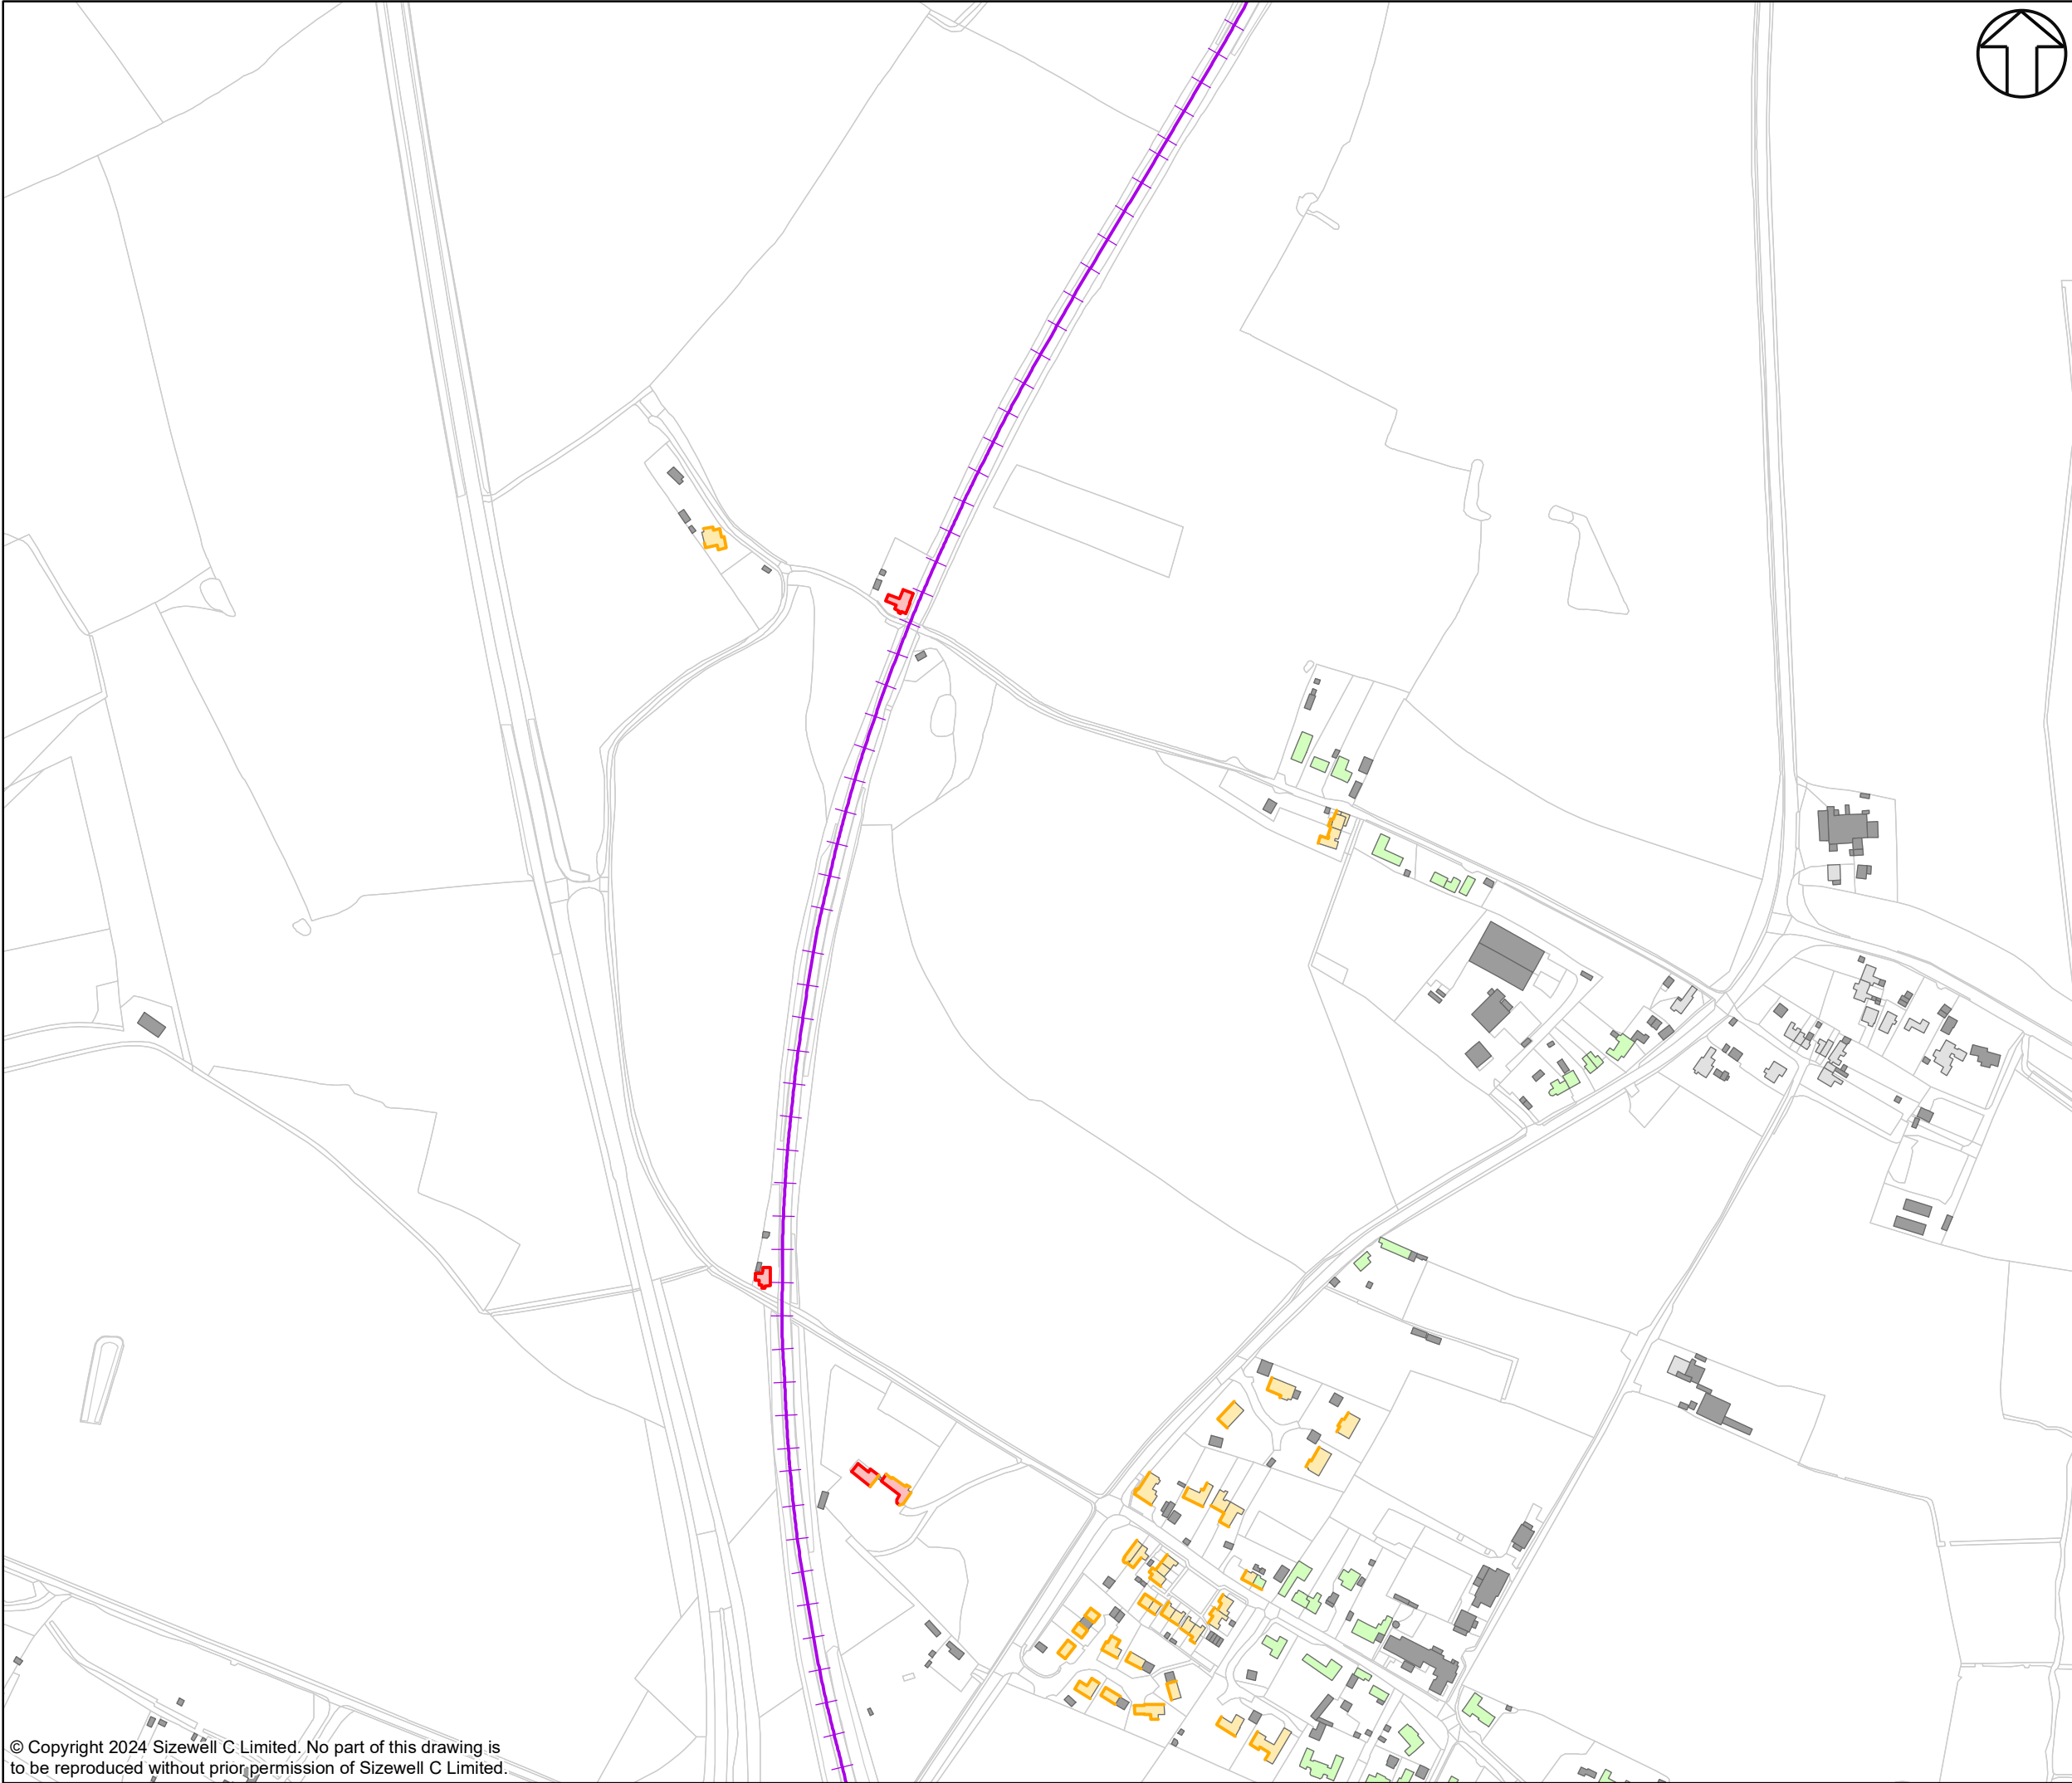 © Copyright 2024 Sizewell C Limited. No part of this drawing is
to be reproduced without prior permission of Sizewell C Limited.